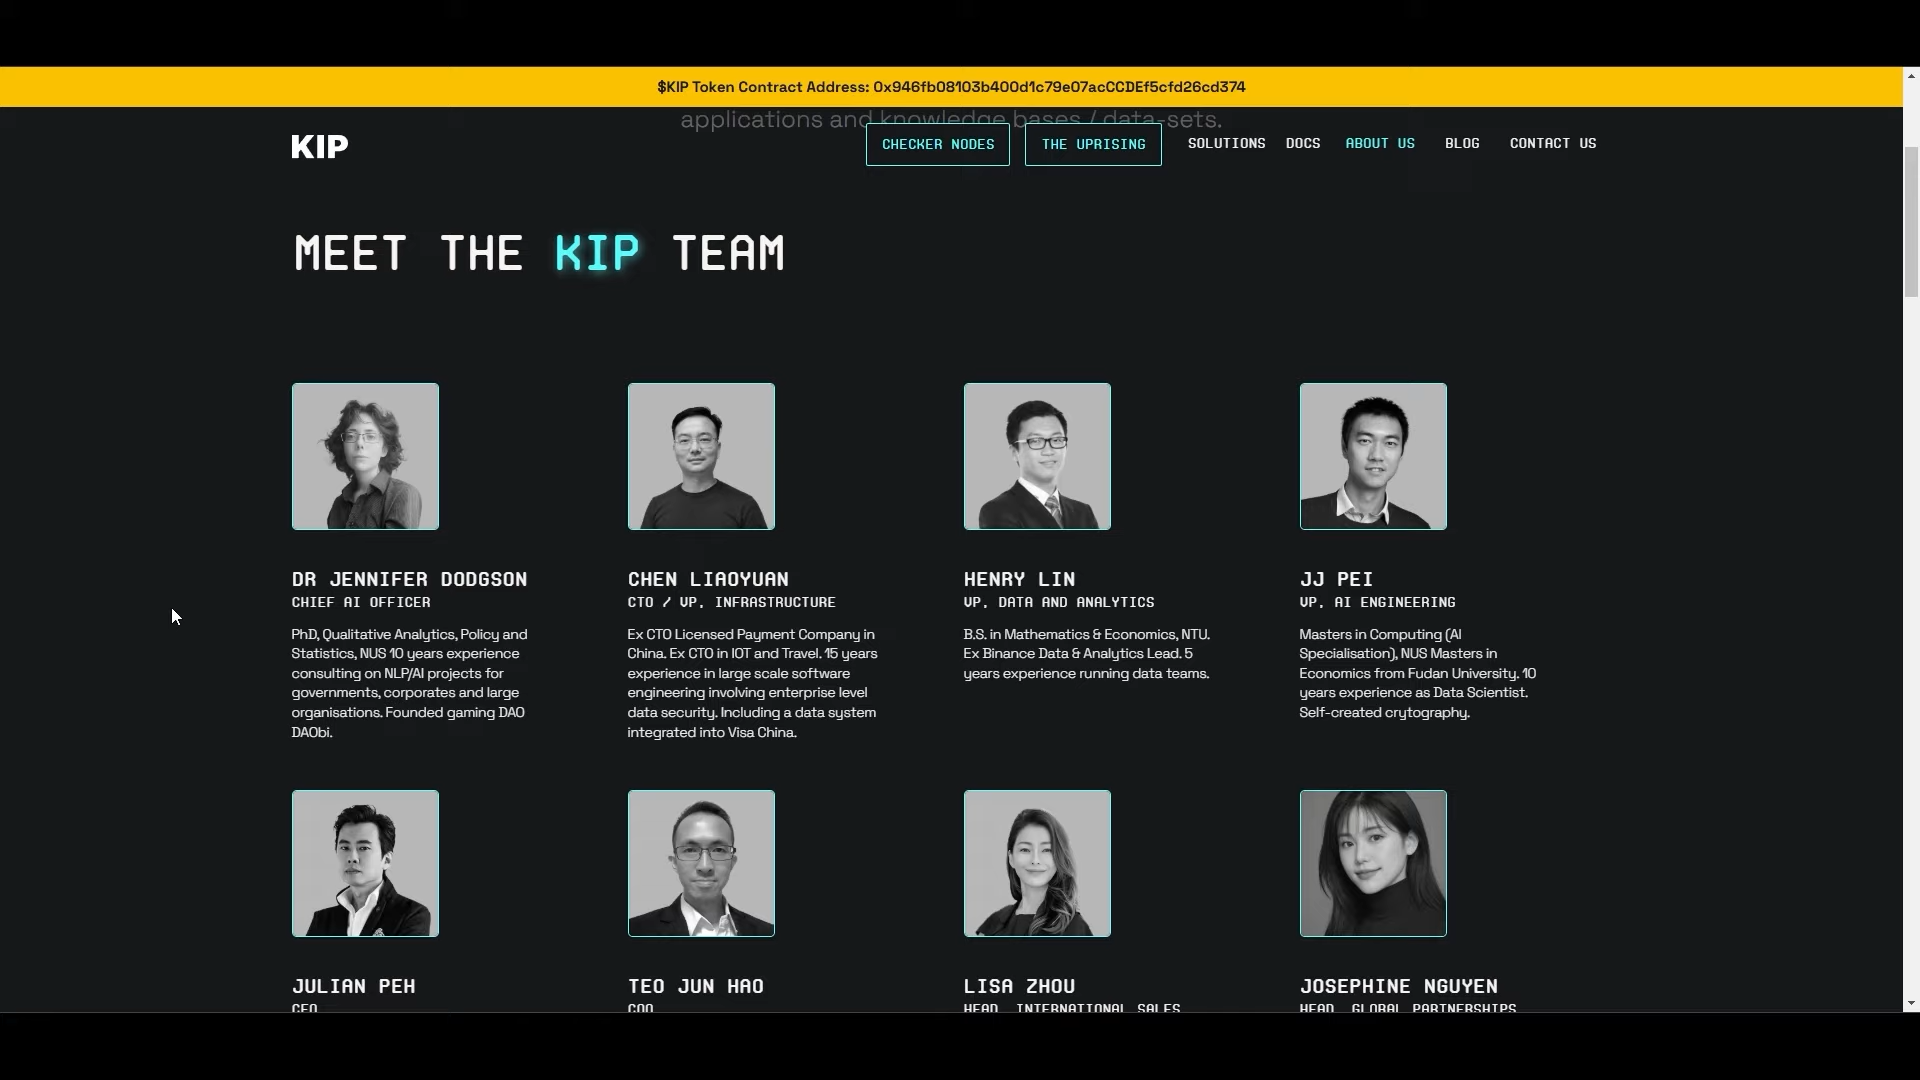 $KIP Token Contract Address: 0x946fb08103b400d1c79e07acCCDEf5cfd26cd374
applications and knowledge bases / data-sets.
KIP
CHECKER NODES
THE UPRISING
SOLUTIONS
DOCS
ABOUT US
BLOG
CONTACT US
MEET THE KIP TEAM
DR JENNIFER DODGSON
CHIEF AI OFFICER
PhD, Qualitative Analytics, Policy and
Statistics, NUS 10 years experience
consulting on NLP/AI projects for
governments, corporates and large
organisations. Founded gaming DAO
DAObi.
CHEN LIAOYUAN
CTO / VP, INFRASTRUCTURE
Ex CTO Licensed Payment Company in
China. Ex CTO in IOT and Travel. 15 years
experience in large scale software
engineering involving enterprise level
data security. Including a data system
integrated into Visa China.
HENRY LIN
VP, DATA AND ANALYTICS
B.S. in Mathematics & Economics, NTU.
Ex Binance Data & Analytics Lead. 5
years experience running data teams.
JJ PEI
VP, AI ENGINEERING
Masters in Computing (AI
Specialisation), NUS Masters in
Economics from Fudan University. 10
years experience as Data Scientist.
Self-created crytography.
JULIAN PEH
CEO
TEO JUN HAO
COO
LISA ZHOU
HEAD, INTERNATIONAL SALES
JOSEPHINE NGUYEN
HEAD, GLOBAL PARTNERSHIPS